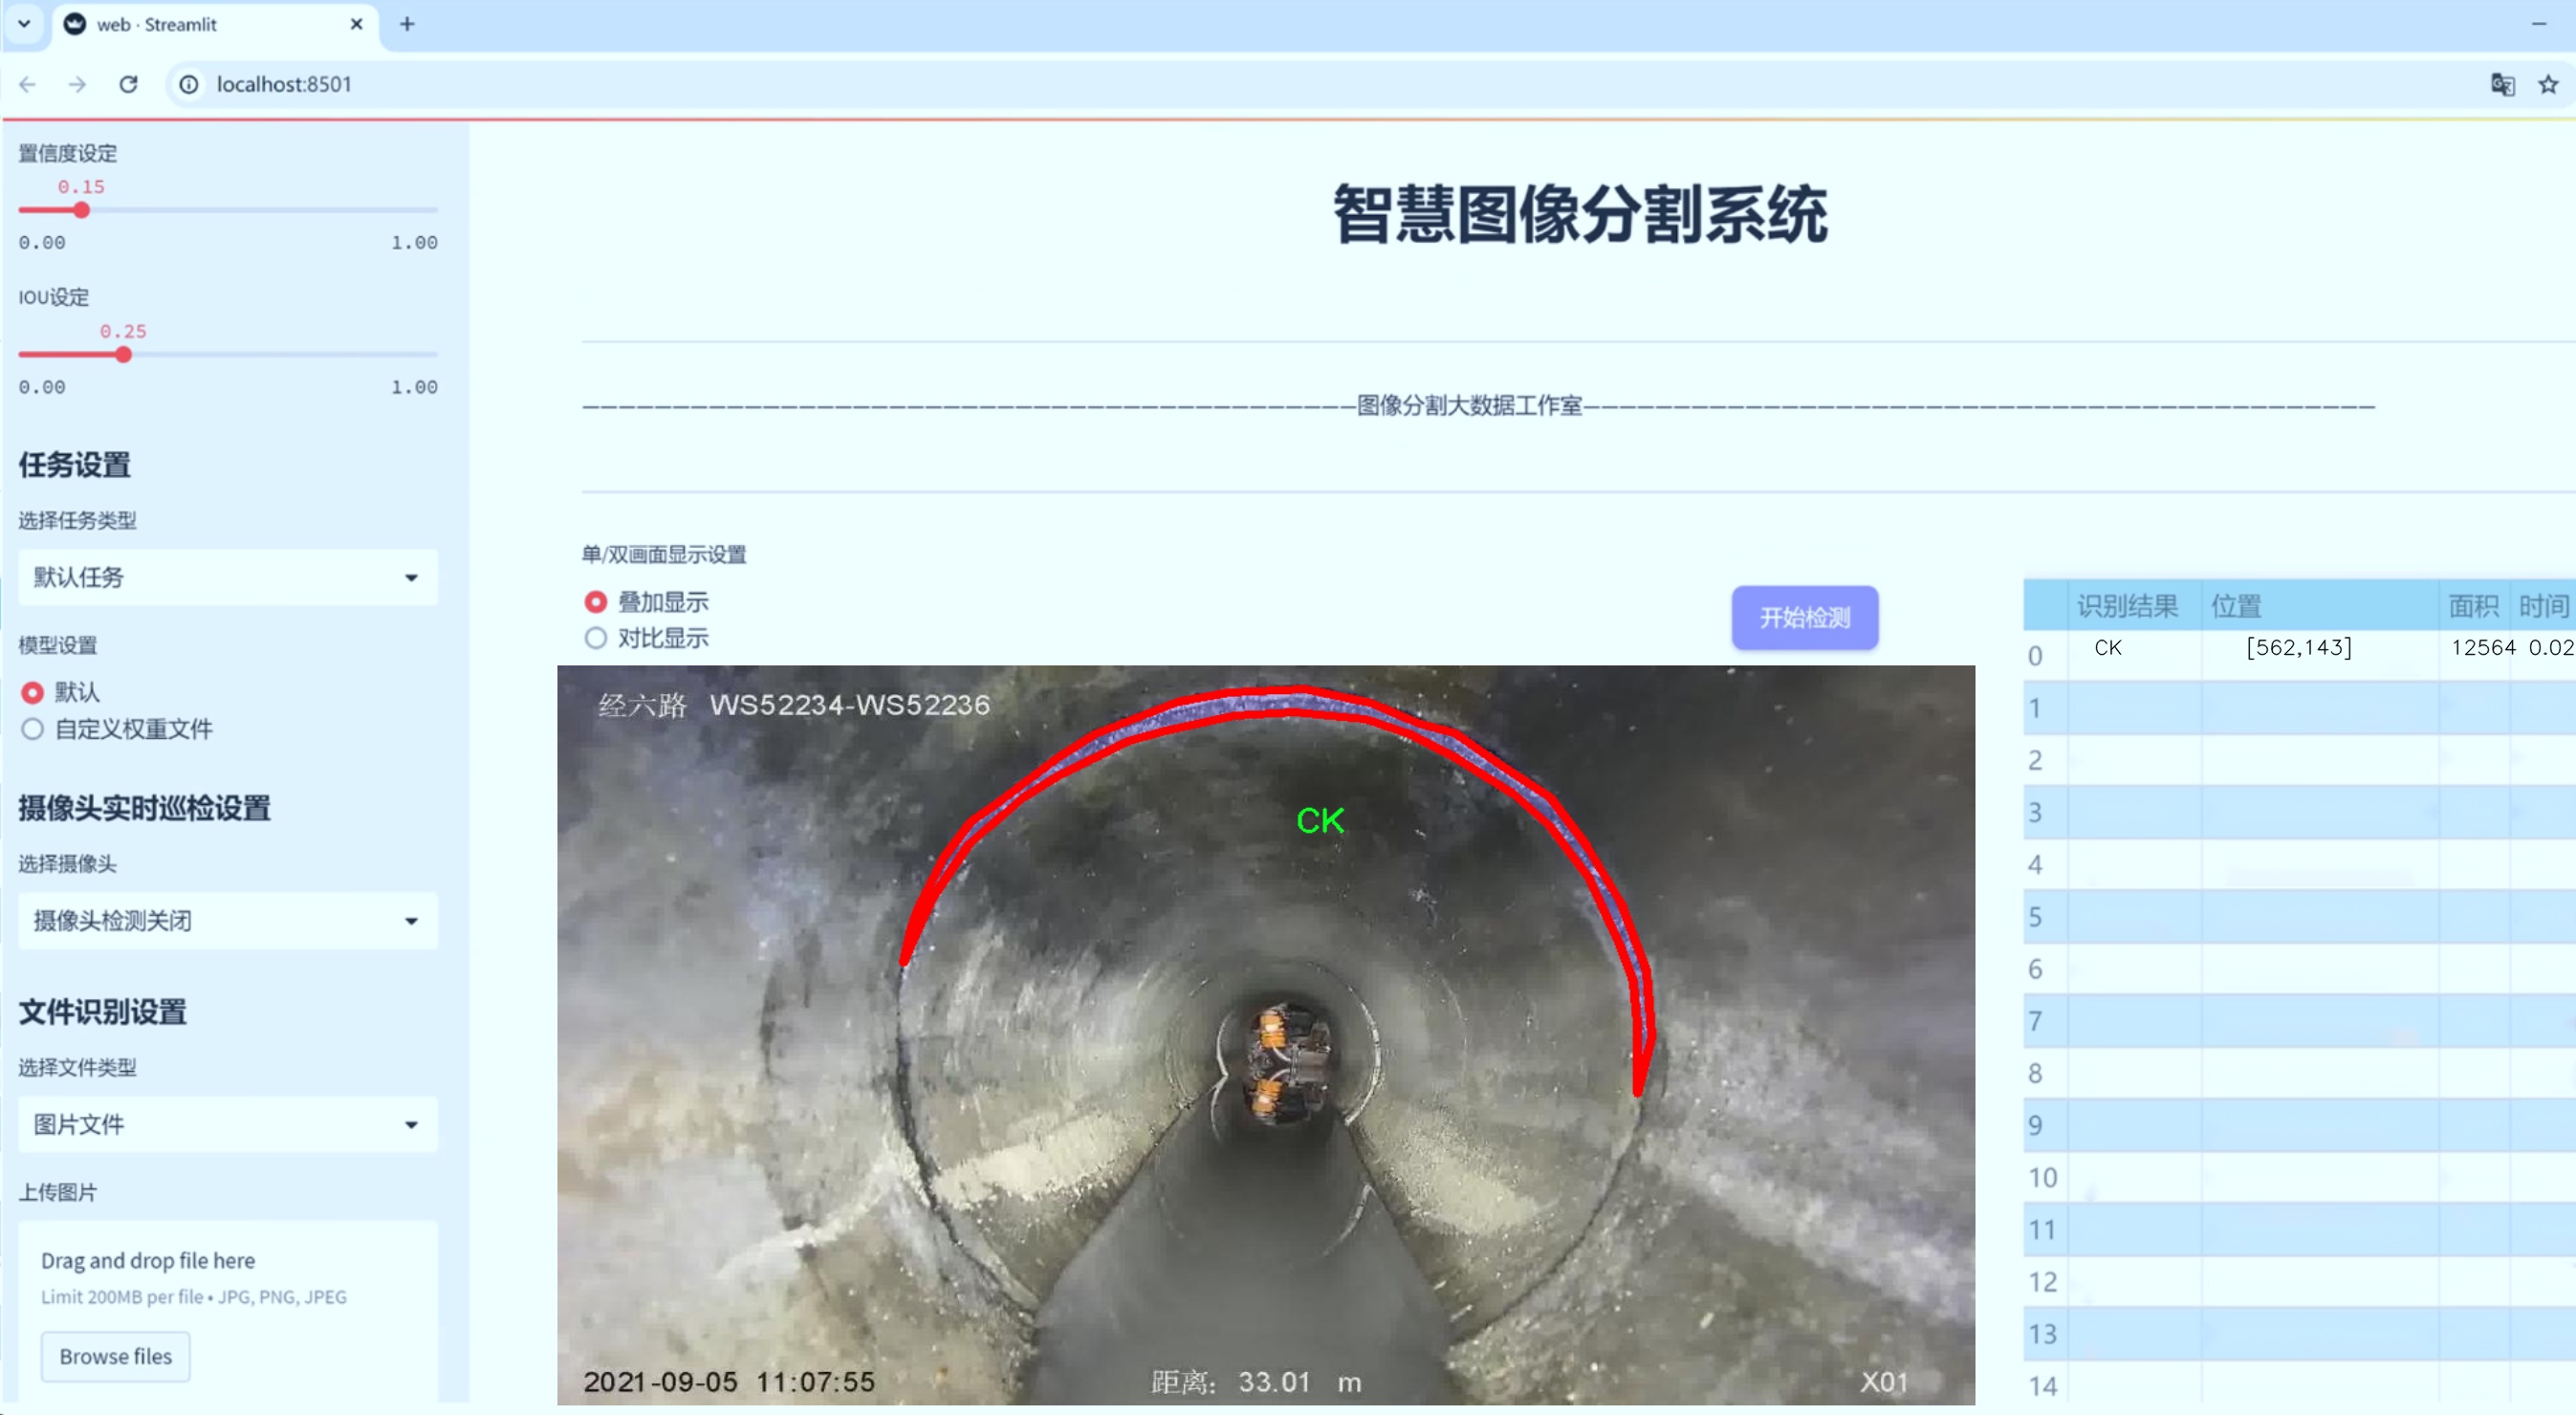 web · Streamlit
localhost:8501
置信度设定
0.15
0.00 1.00
IOU设定
0.25
0.00 1.00
任务设置
选择任务类型
默认任务
模型设置
默认
自定义权重文件
摄像头实时巡检设置
选择摄像头
摄像头检测关闭
文件识别设置
选择文件类型
图片文件
上传图片
Drag and drop file here
Limit 200MB per file • JPG, PNG, JPEG
Browse files
智慧图像分割系统
———————————————————————————————————————————图像分割大数据工作室————————————————————————————————————————————
单/双画面显示设置
叠加显示
对比显示
开始检测
经六路 WS52234-WS52236
CK
2021-09-05 11:07:55 距离: 33.01 m X01
识别结果 位置 面积 时间
0 CK [562,143] 12564 0.02
1
2
3
4
5
6
7
8
9
10
11
12
13
14